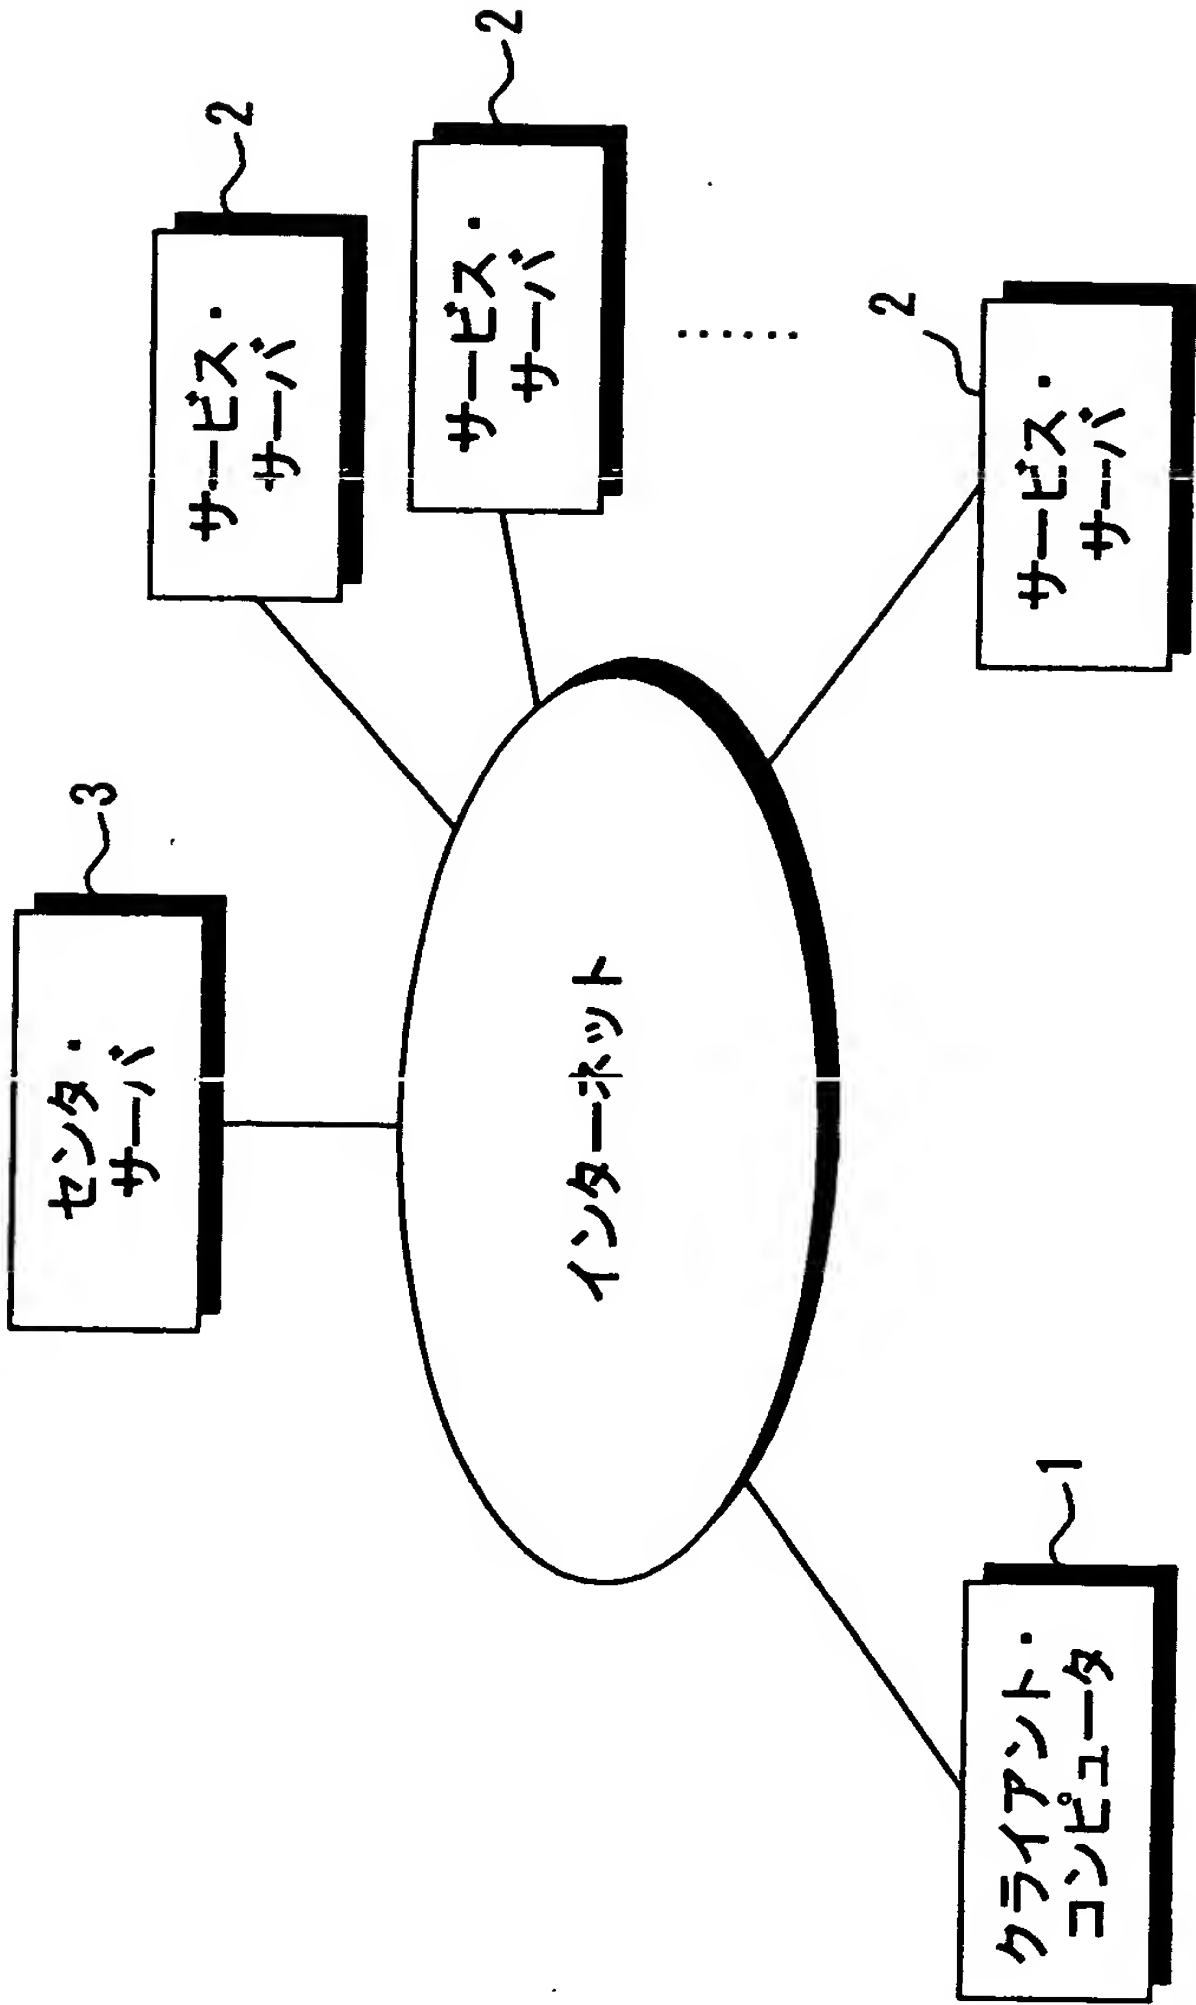 センタ・
サーバ
3
サービス・
サーバ
2
サービス・
サーバ
2
......
サービス・
サーバ
2
インターネット
クライアント・
コンピュータ
1